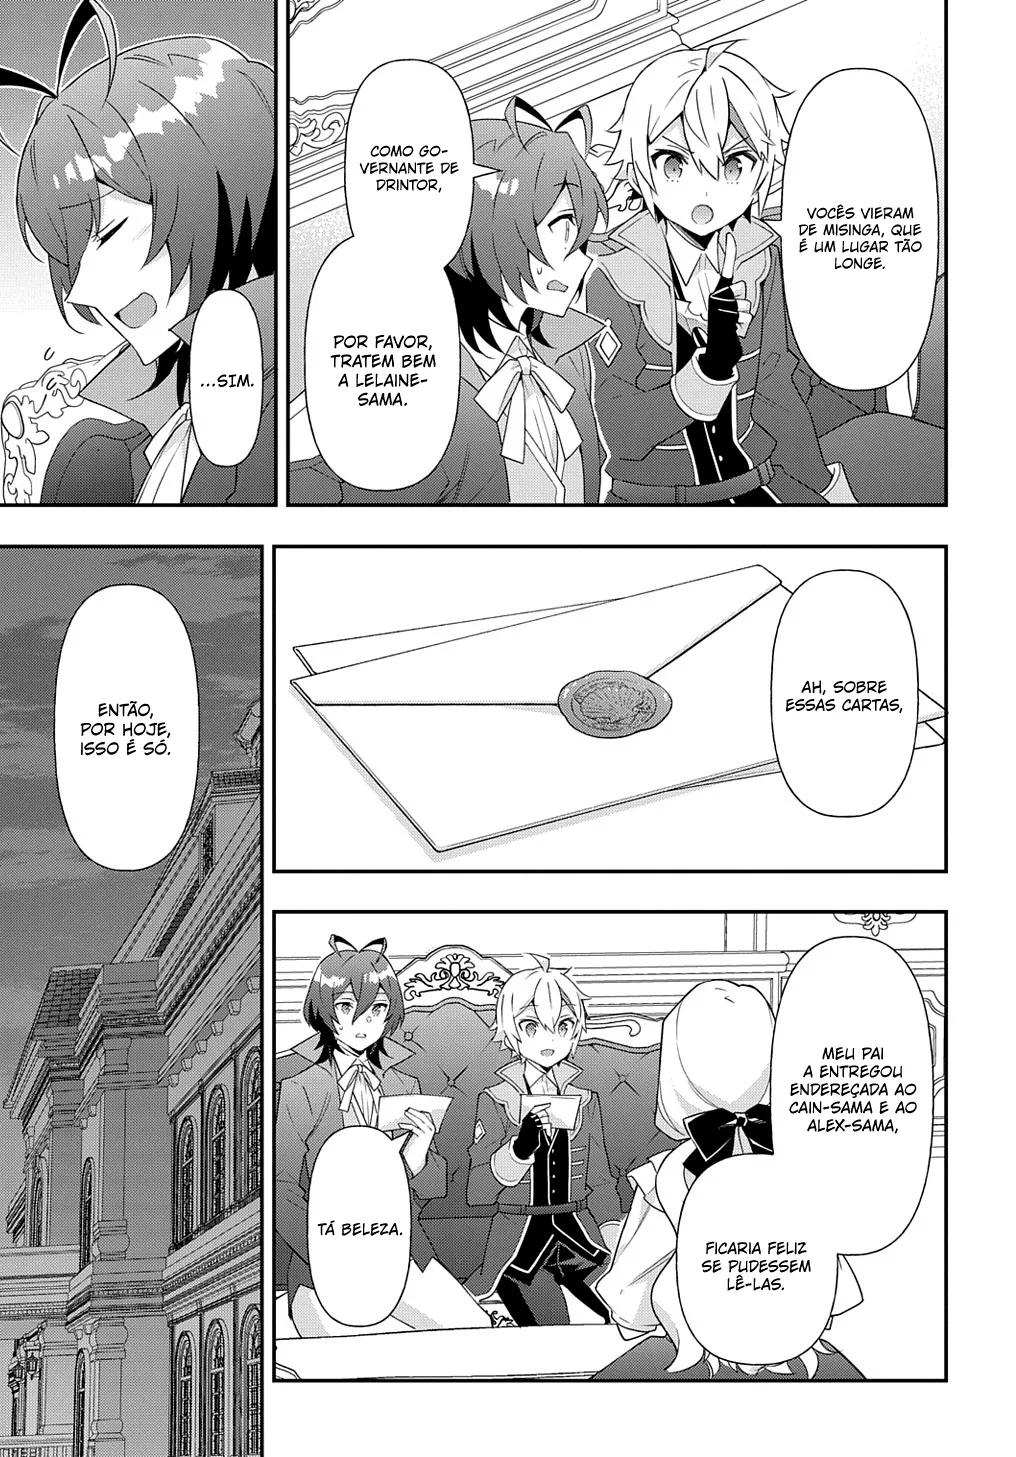 VOCÊS VIERAM
DE MISINGA, QUE
É UM LUGAR TÃO
LONGE.
COMO GO-
VERNANTE DE
DRINTOR,
POR FAVOR,
TRATEM BEM
A LELAINE-
SAMA.
...SIM.
AH, SOBRE
ESSAS CARTAS,
MEU PAI
A ENTREGOU
ENDEREÇADA AO
CAIN-SAMA E AO
ALEX-SAMA,
FICARIA FELIZ
SE PUDESSEM
LÊ-LAS.
TÁ BELEZA.
ENTÃO,
POR HOJE,
ISSO É SÓ.